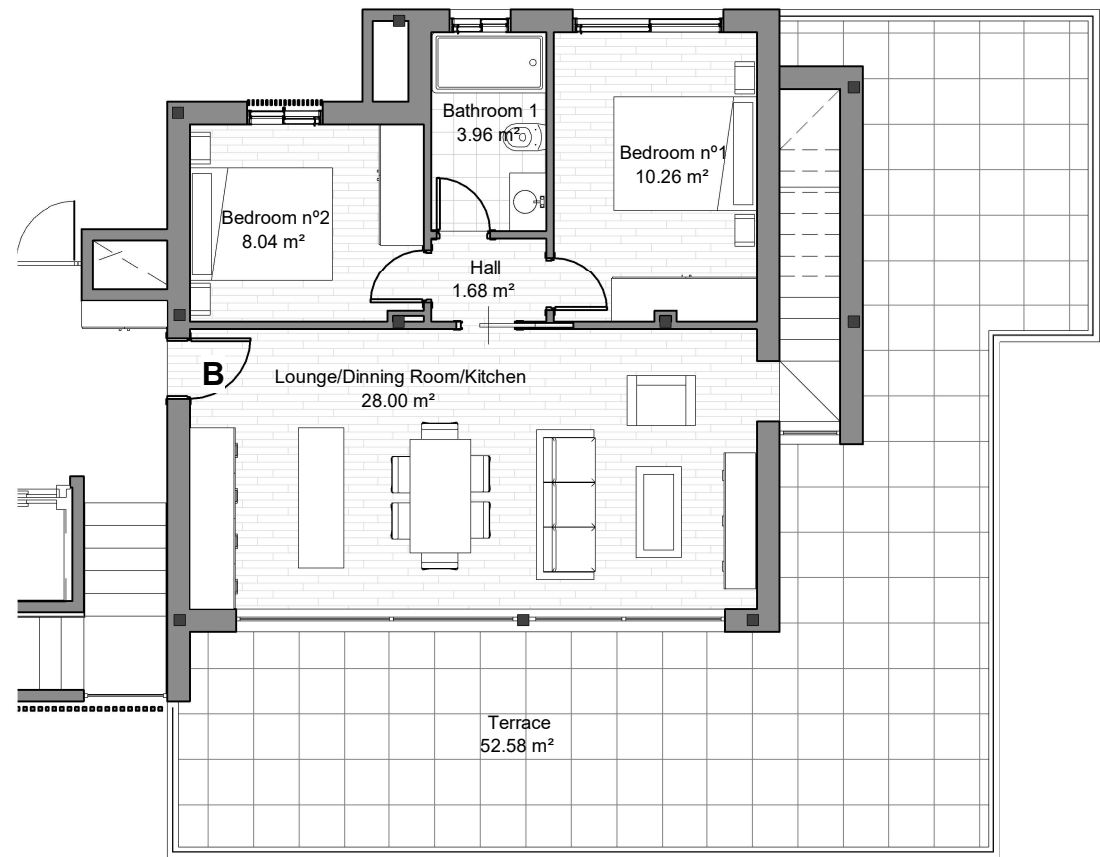 Bathroom 1
3.96 m²
Bedroom nº1
10.26 m²
Bedroom nº2
8.04 m²
Hall
1.68 m²
B
Lounge/Dinning Room/Kitchen
28.00 m²
Terrace
52.58 m²